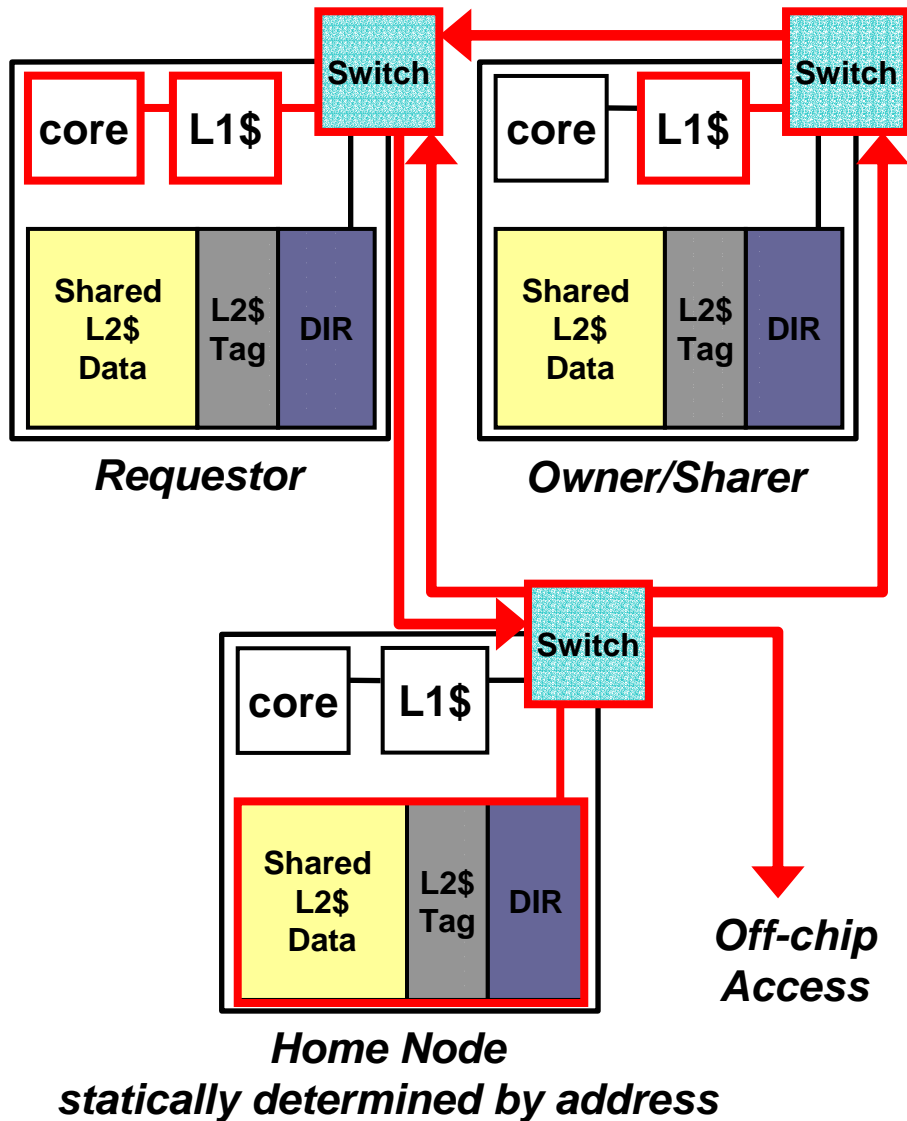 Switch
core
L1$
Shared
L2$
Data
L2$
Tag
DIR
Requestor
Switch
core
L1$
Shared
L2$
Data
L2$
Tag
DIR
Owner/Sharer
Switch
core
L1$
Shared
L2$
Data
L2$
Tag
DIR
Off-chip
Access
Home Node
statically determined by address